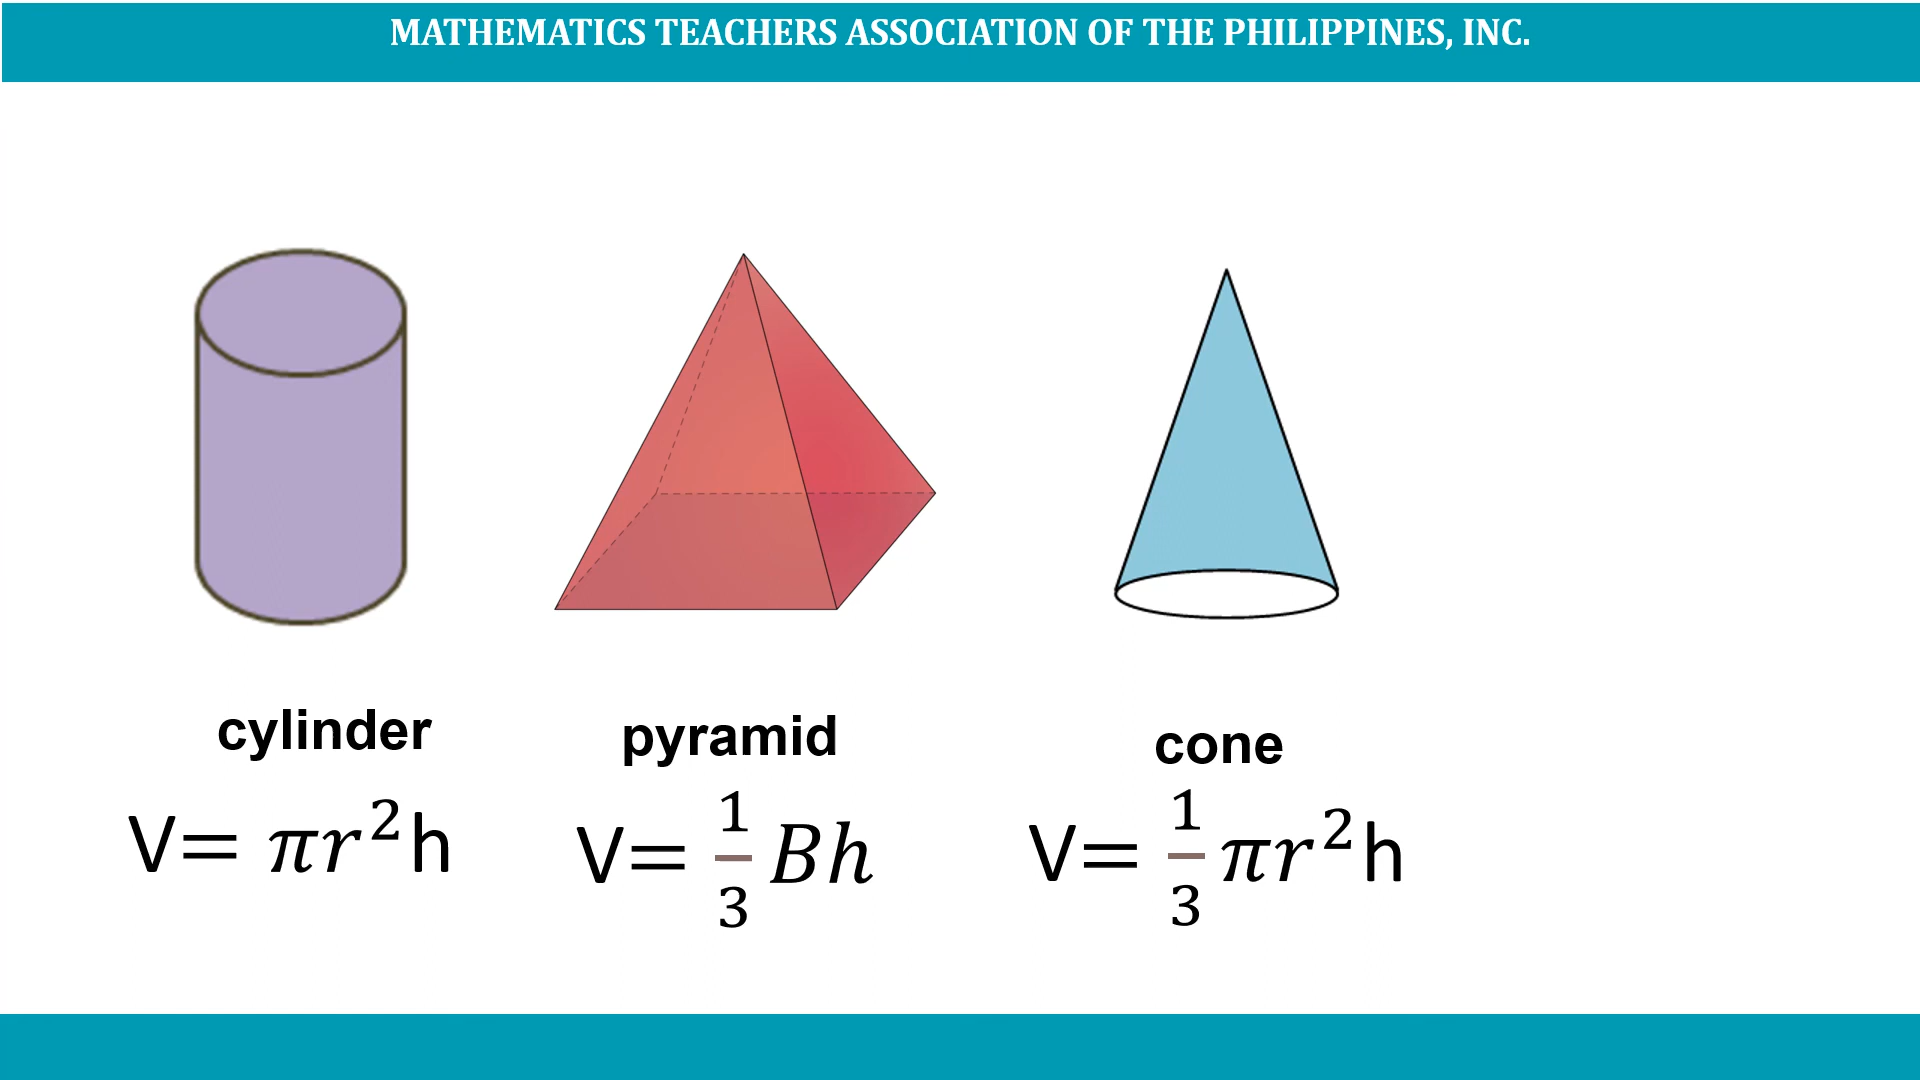 MATHEMATICS TEACHERS ASSOCIATION OF THE PHILIPPINES, INC.
cylinder
pyramid
cone
V= πr²h
V= 1/3 Bh
V= 1/3 πr²h